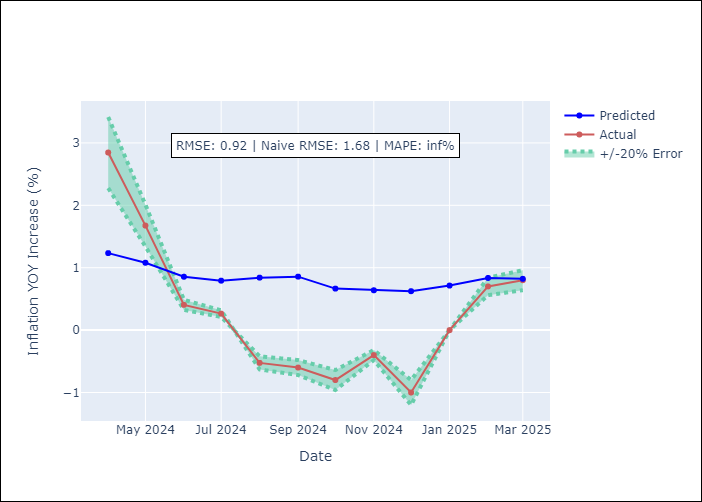 RMSE: 0.92 | Naive RMSE: 1.68 | MAPE: inf%
Predicted
Actual
+/-20% Error
Inflation YOY Increase (%)
3
2
1
0
−1
May 2024
Jul 2024
Sep 2024
Nov 2024
Jan 2025
Mar 2025
Date